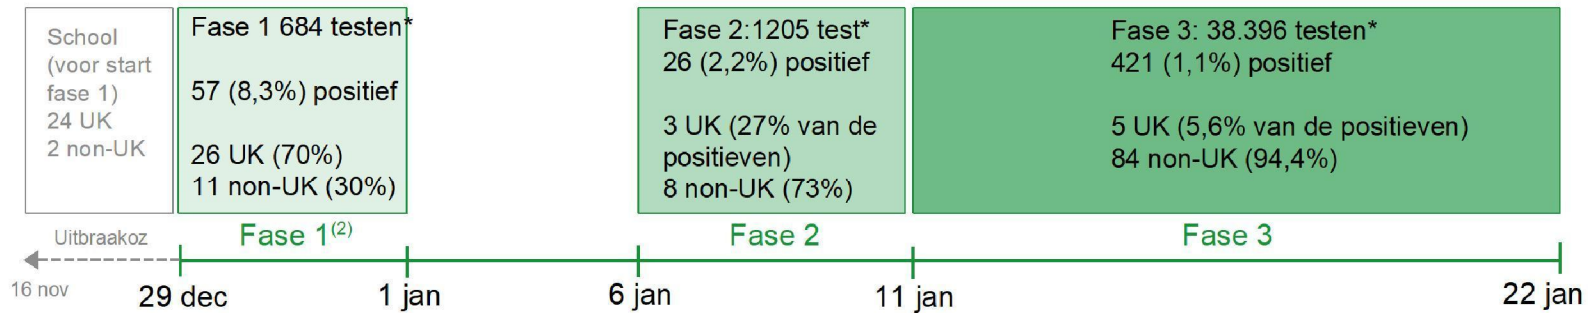 School
(voor start
fase 1)
24 UK
2 non-UK
Fase 1 684 testen*
57 (8,3%) positief
26 UK (70%)
11 non-UK (30%)
Fase 2:1205 test*
26 (2,2%) positief
3 UK (27% van de
positieven)
8 non-UK (73%)
Fase 3: 38.396 testen*
421 (1,1%) positief
5 UK (5,6% van de positieven)
84 non-UK (94,4%)
Uitbraakoz
Fase 1(2)
Fase 2
Fase 3
16 nov
29 dec
1 jan
6 jan
11 jan
22 jan